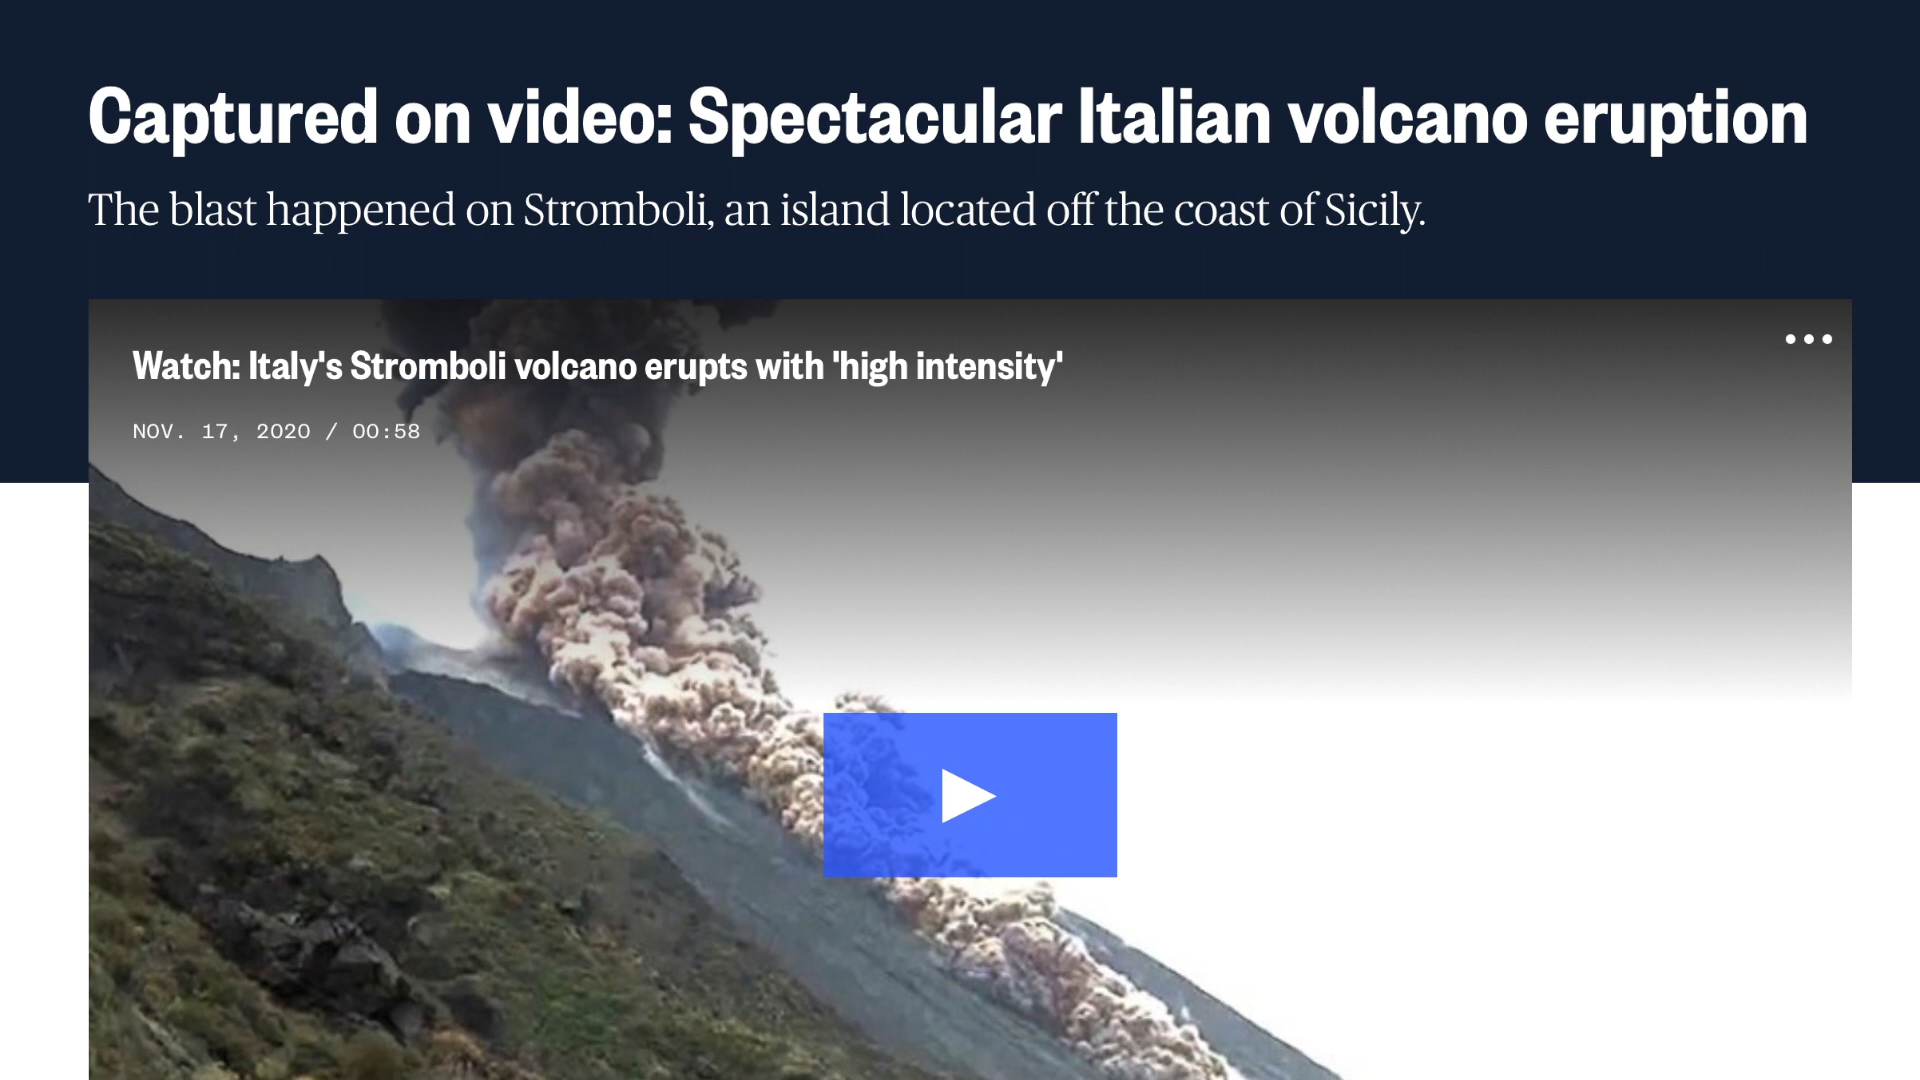 Captured on video: Spectacular Italian volcano eruption
The blast happened on Stromboli, an island located off the coast of Sicily.
Watch: Italy's Stromboli volcano erupts with 'high intensity'
NOV. 17, 2020 / 00:58